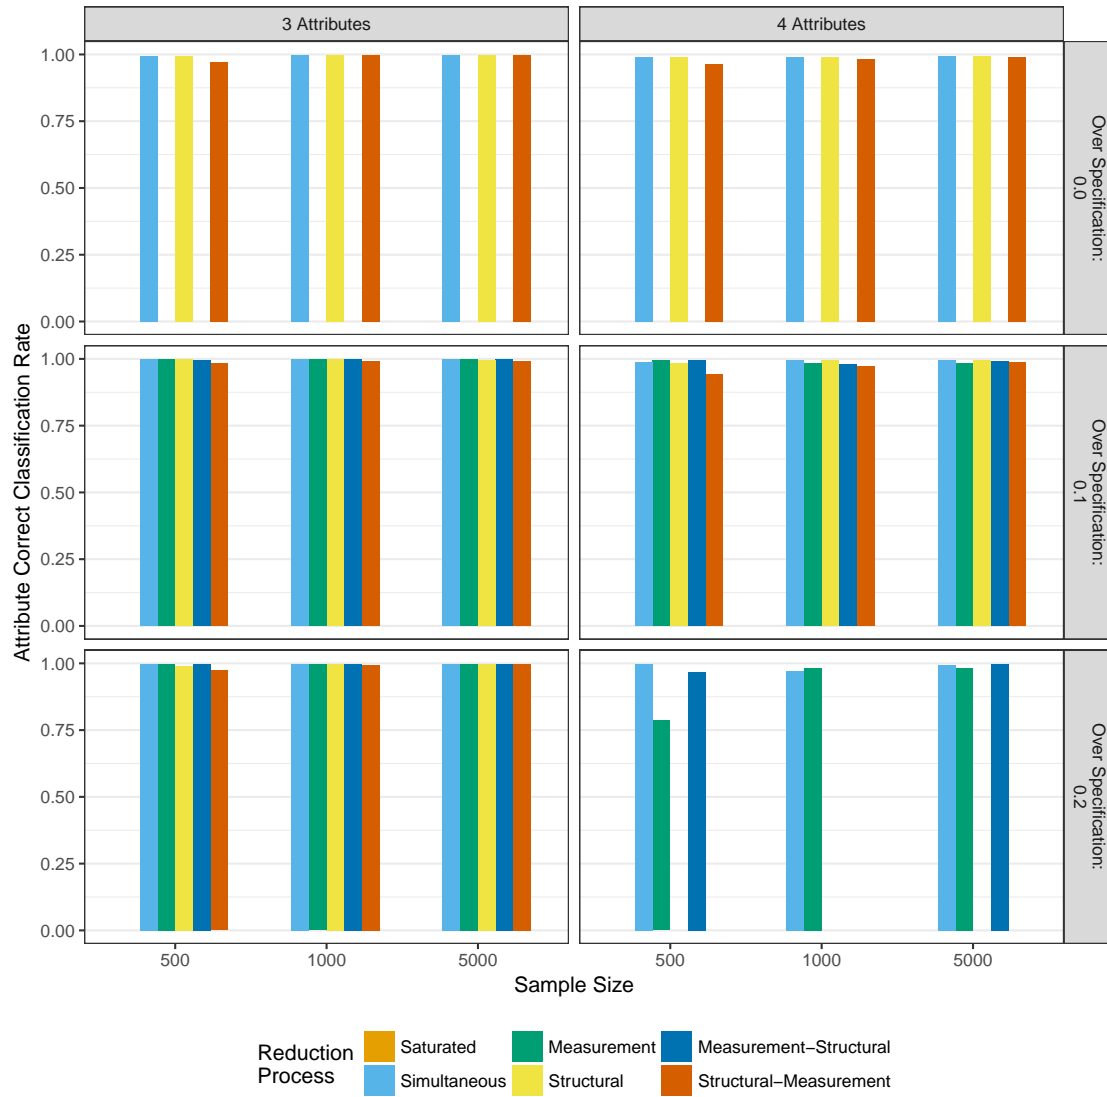 3 Attributes
4 Attributes
1.00
0.75
0.50
0.25
0.00
Over Specification:
0.0
1.00
0.75
0.50
0.25
0.00
Over Specification:
0.1
1.00
0.75
0.50
0.25
0.00
Over Specification:
0.2
Attribute Correct Classification Rate
500
1000
5000
500
1000
5000
Sample Size
Reduction
Process
Saturated
Measurement
Measurement−Structural
Simultaneous
Structural
Structural−Measurement